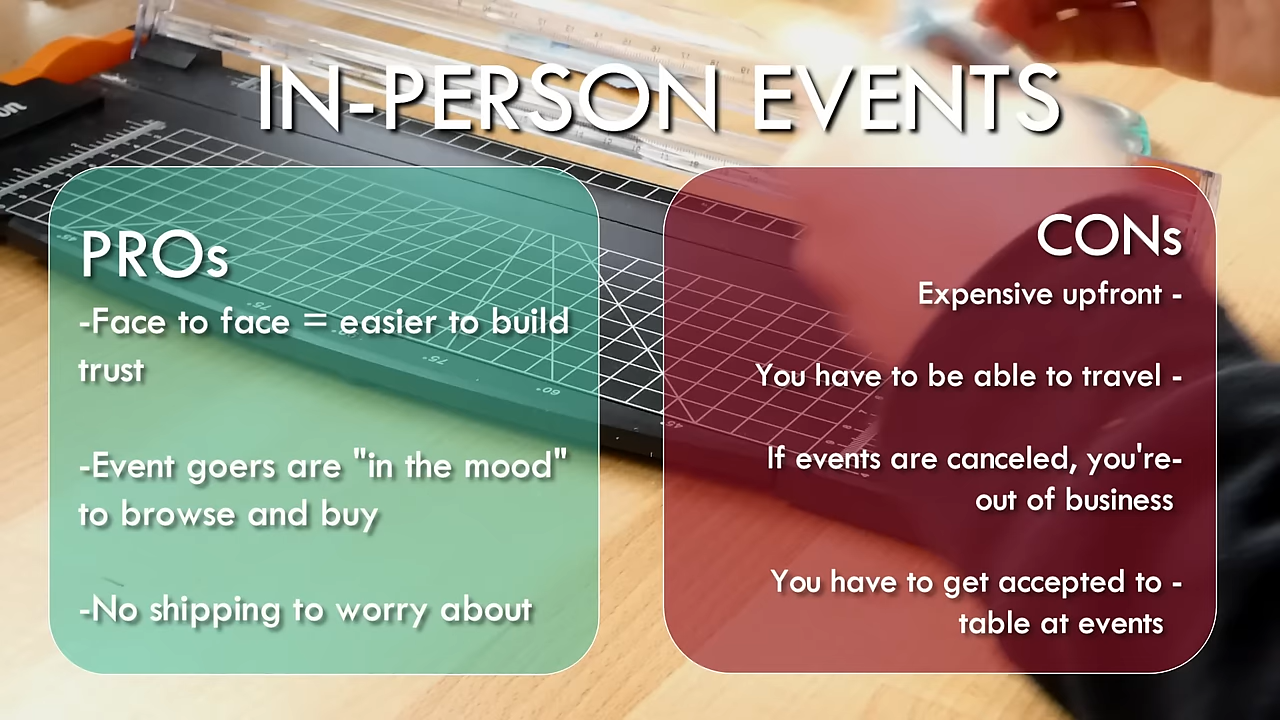 IN-PERSON EVENTS
PROs
-Face to face = easier to build
trust
-Event goers are "in the mood"
to browse and buy
-No shipping to worry about
CONs
Expensive upfront -
You have to be able to travel -
If events are canceled, you're-
out of business
You have to get accepted to -
table at events